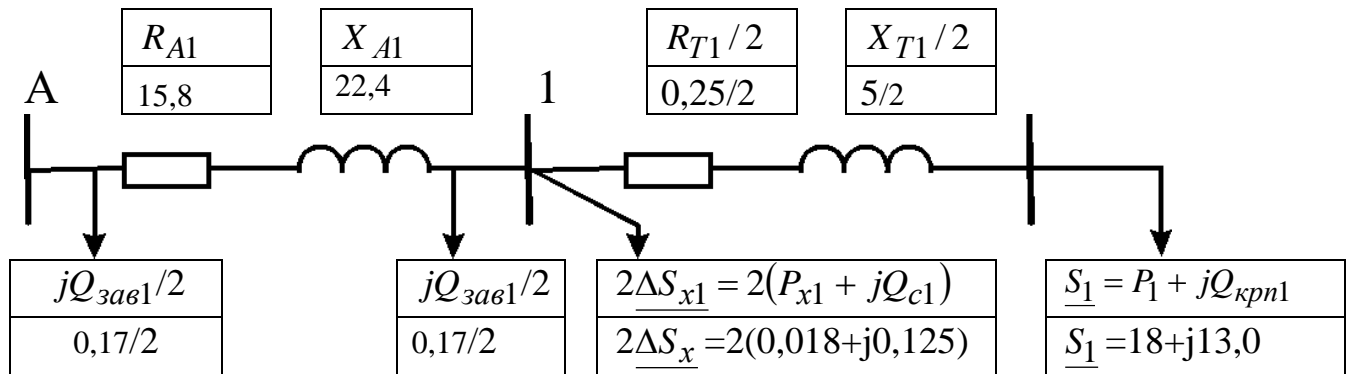 R_{A1}
X_{A1}
R_{T1}/2
X_{T1}/2
15,8
22,4
0,25/2
5/2
A
1
jQ_{зав1}/2
jQ_{зав1}/2
2ΔS_{x1} = 2(P_{x1} + jQ_{c1})
S_1 = P_1 + jQ_{крп1}
0,17/2
0,17/2
2ΔS_x =2(0,018+j0,125)
S_1=18+j13,0